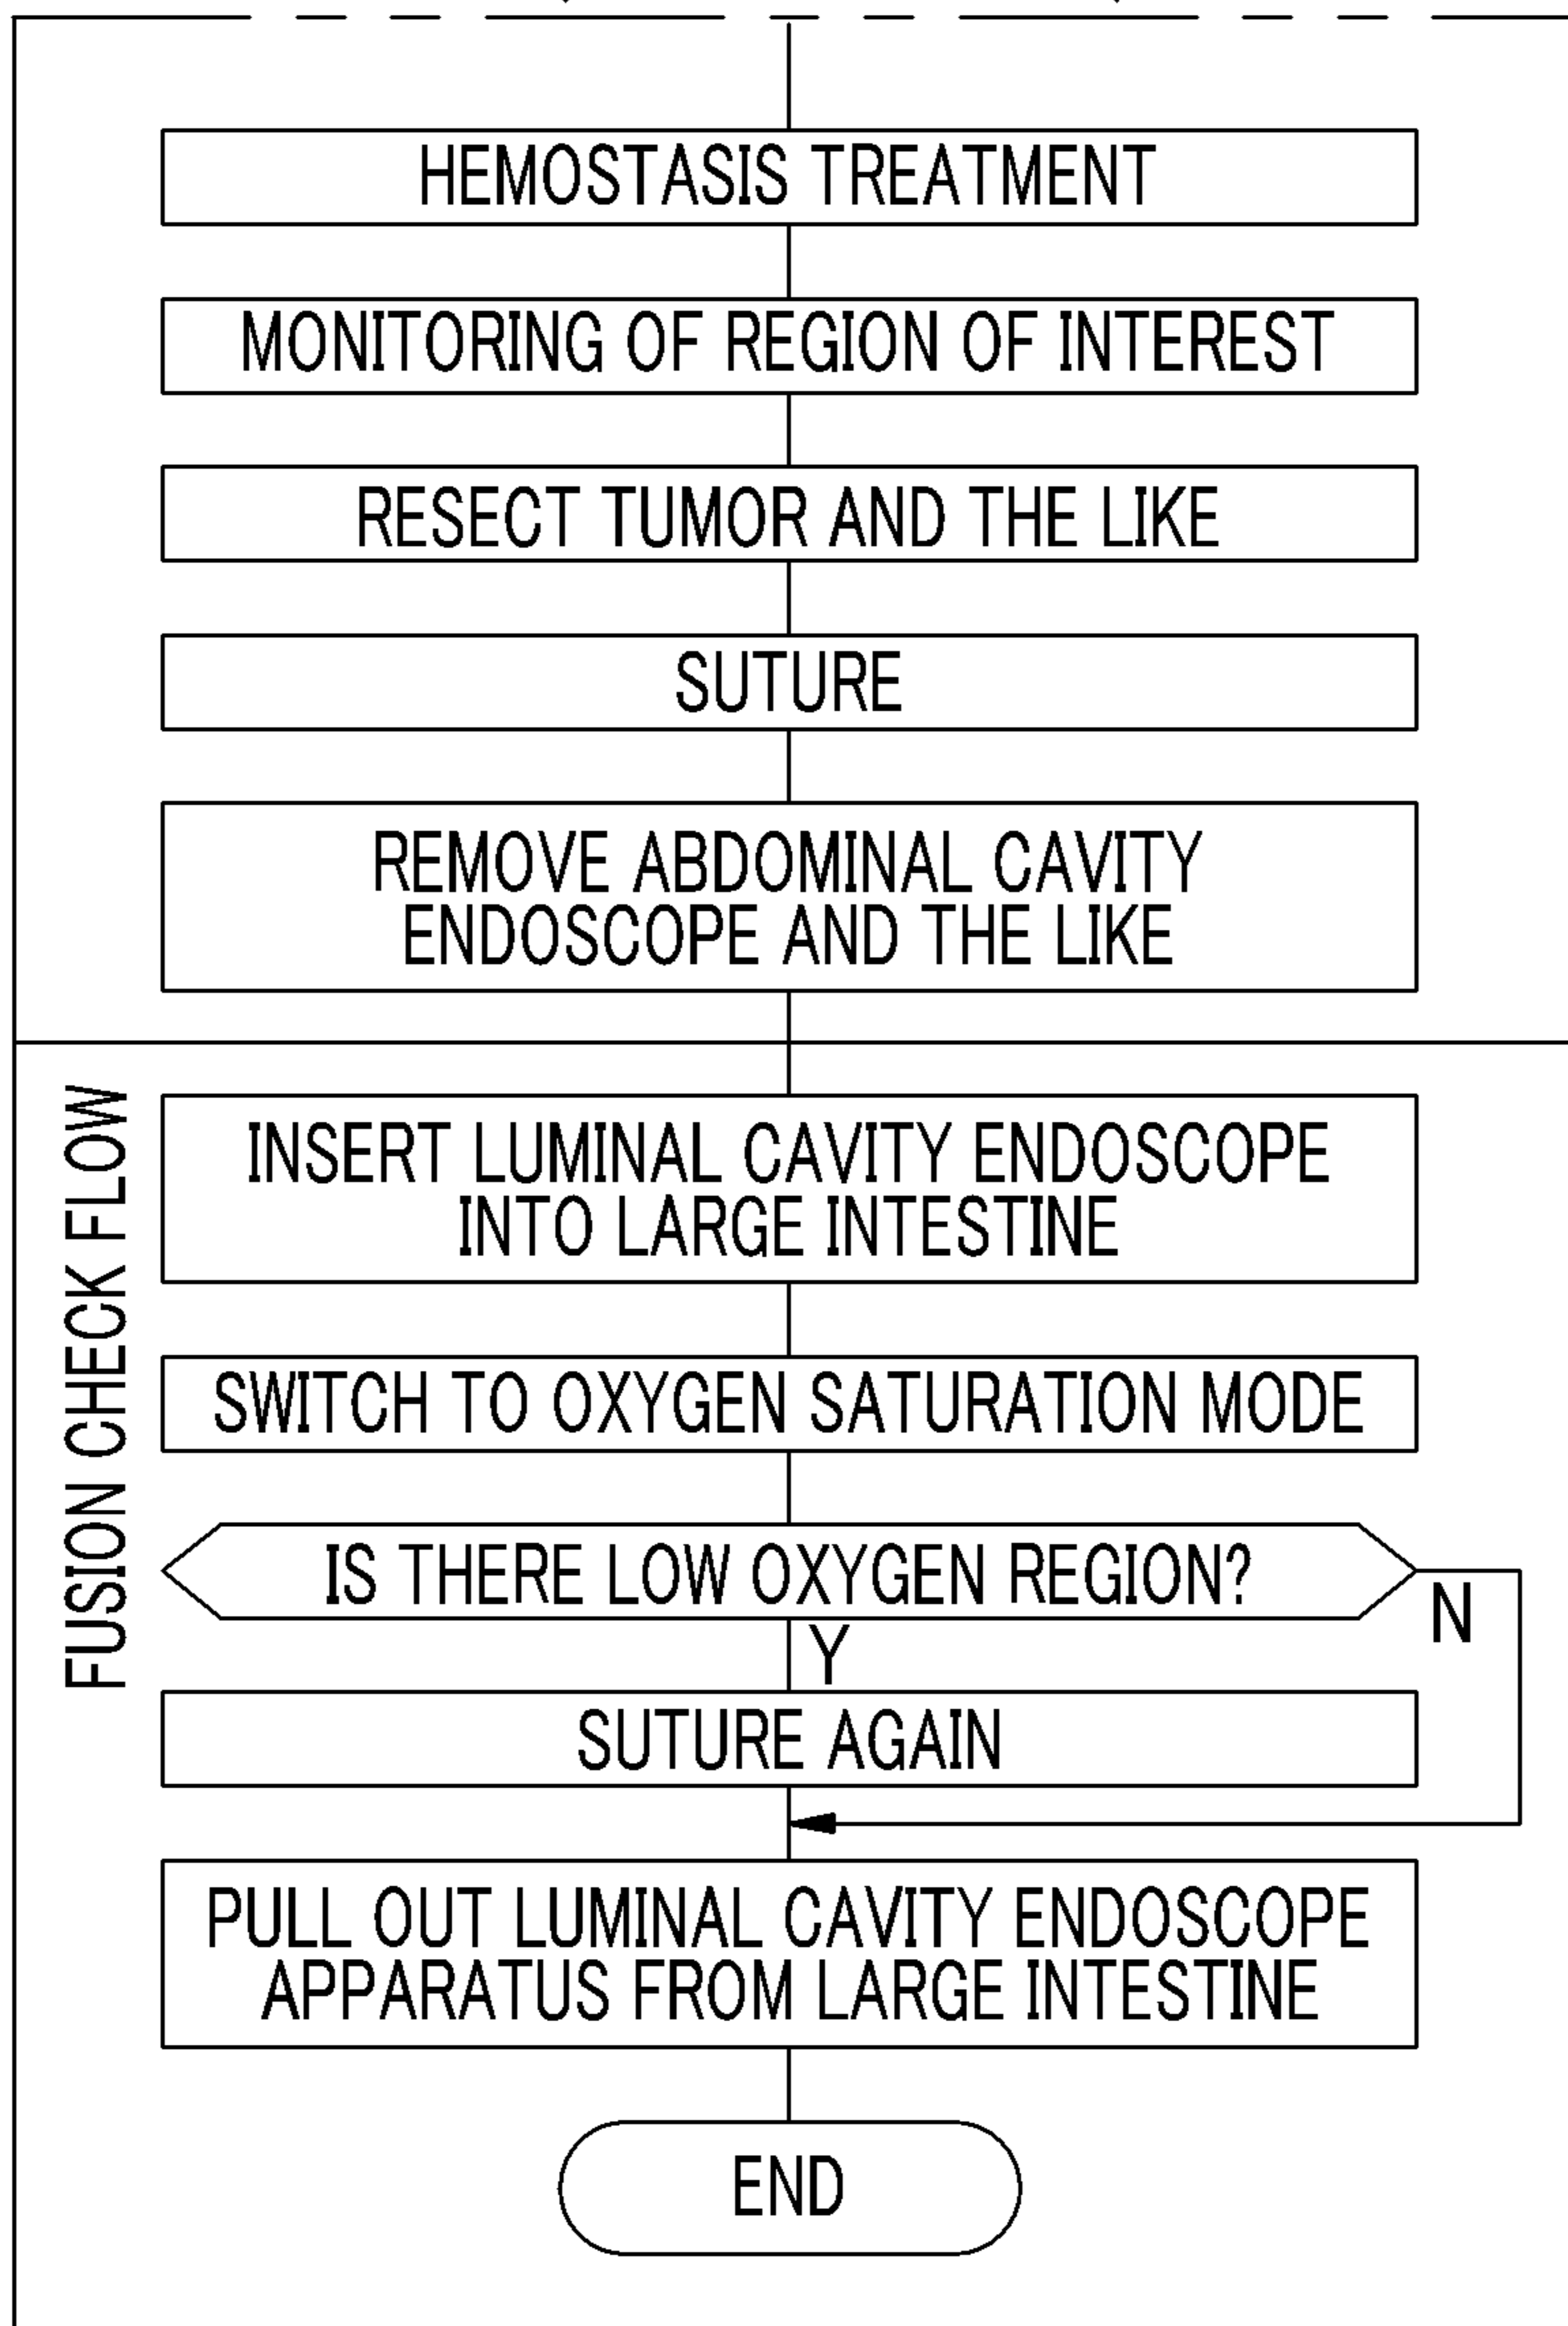 HEMOSTASIS TREATMENT
MONITORING OF REGION OF INTEREST
RESECT TUMOR AND THE LIKE
SUTURE
REMOVE ABDOMINAL CAVITY
ENDOSCOPE AND THE LIKE
FUSION CHECK FLOW
INSERT LUMINAL CAVITY ENDOSCOPE
INTO LARGE INTESTINE
SWITCH TO OXYGEN SATURATION MODE
IS THERE LOW OXYGEN REGION?
N
Y
SUTURE AGAIN
PULL OUT LUMINAL CAVITY ENDOSCOPE
APPARATUS FROM LARGE INTESTINE
END